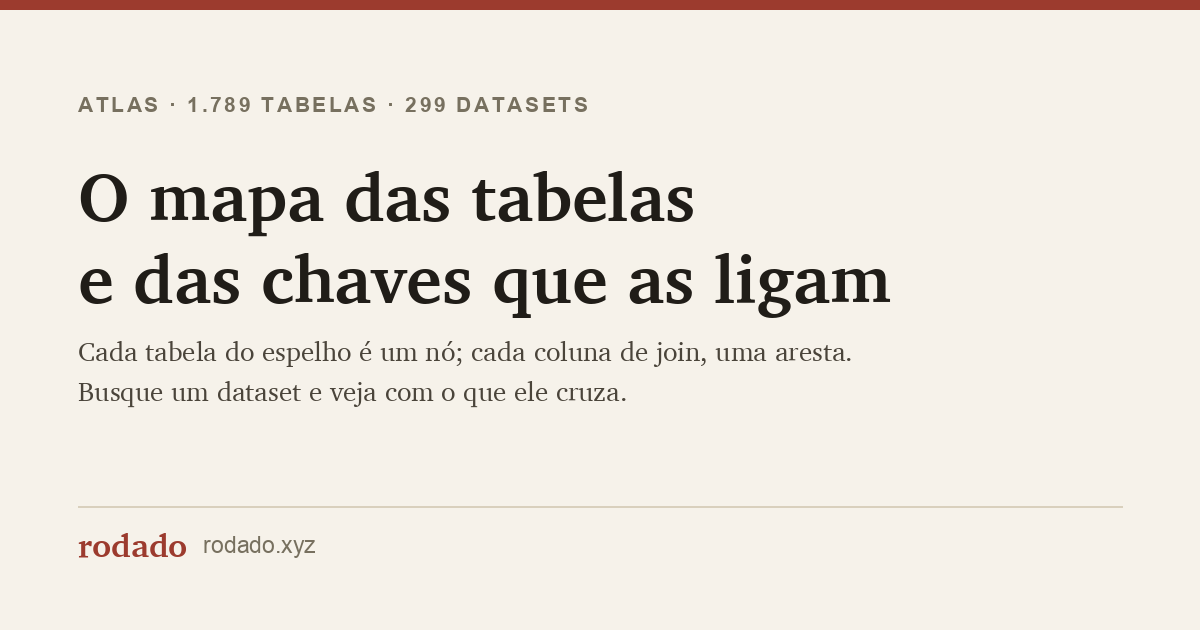 ATLAS · 1.789 TABELAS · 299 DATASETS
O mapa das tabelas
e das chaves que as ligam
Cada tabela do espelho é um nó; cada coluna de join, uma aresta.
Busque um dataset e veja com o que ele cruza.
rodado rodado.xyz